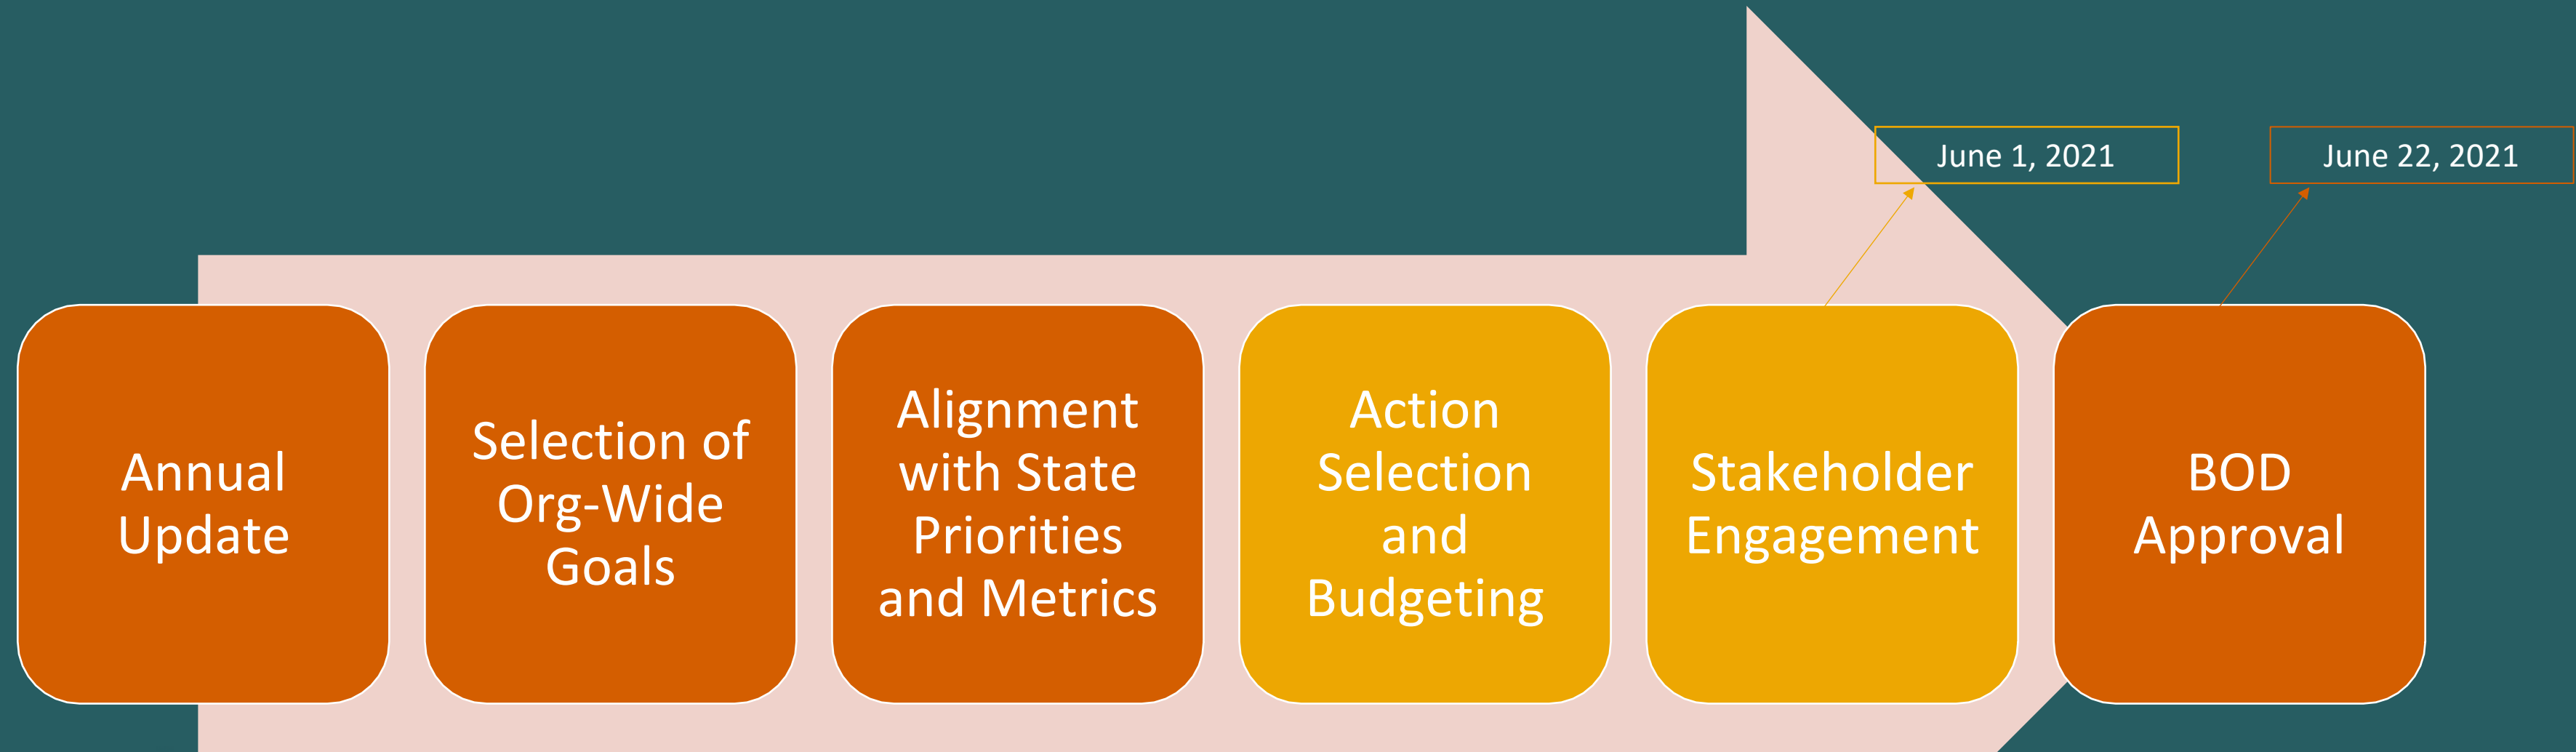 June 1, 2021
June 22, 2021
Annual
Update
Selection of
Org-Wide
Goals
Alignment
with State
Priorities
and Metrics
Action
Selection
and
Budgeting
Stakeholder
Engagement
BOD
Approval